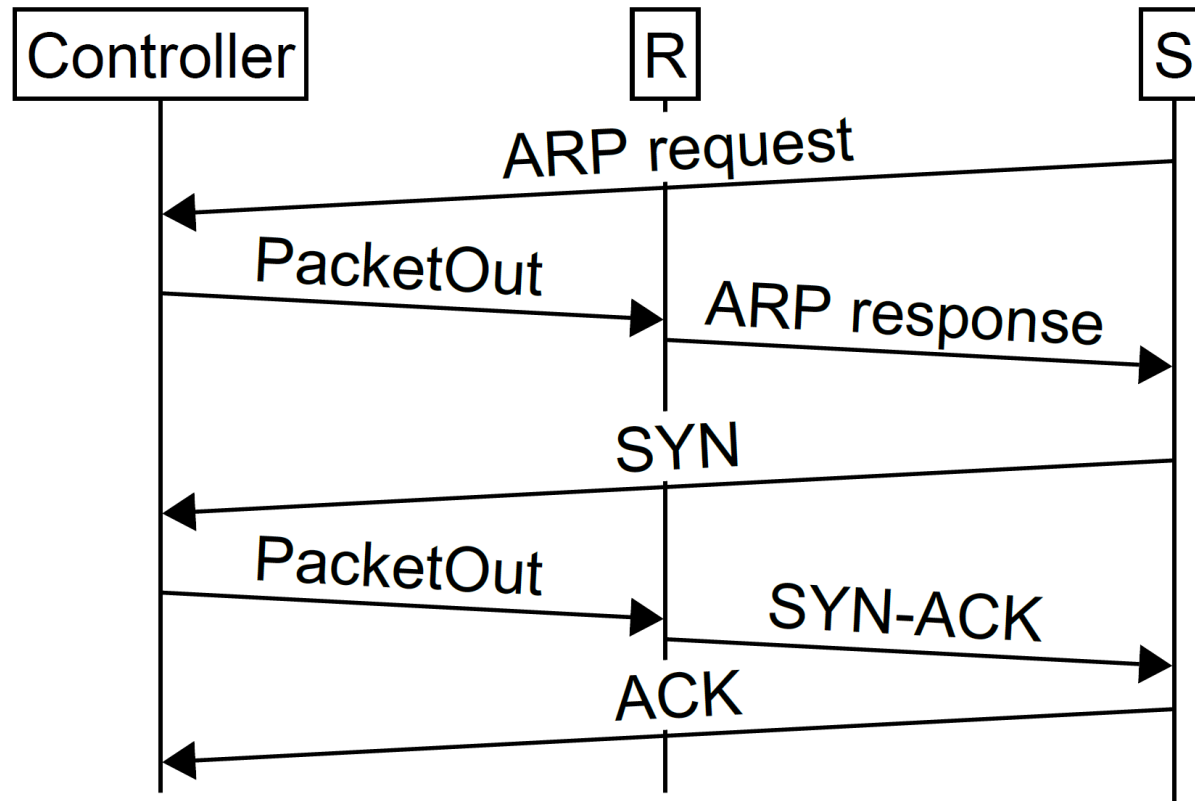 Controller
R
S
ARP request
PacketOut
ARP response
SYN
PacketOut
SYN-ACK
ACK